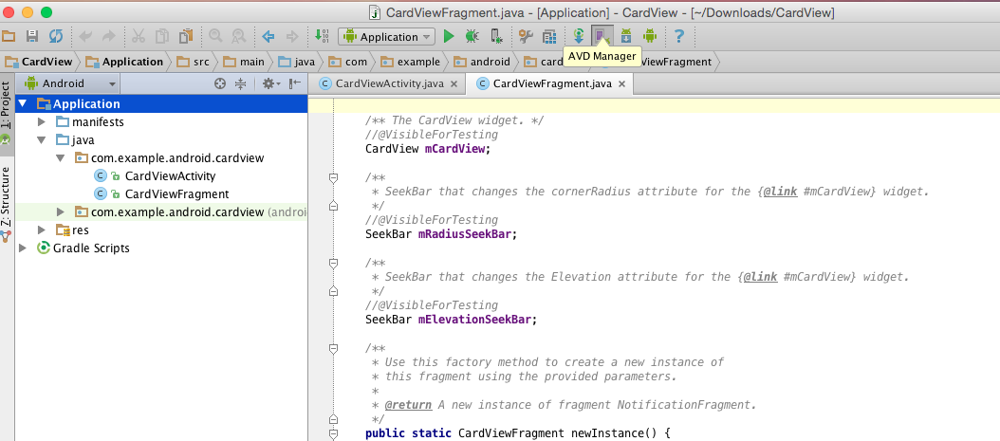 CardViewFragment.java - [Application] - CardView - [~/Downloads/CardView]
Application
AVD Manager
CardView Application src main java com example android card ViewFragment
1: Project
Z: Structure
Android
CardViewActivity.java × CardViewFragment.java ×
Application
manifests
java
com.example.android.cardview
CardViewActivity
CardViewFragment
com.example.android.cardview (androi
res
Gradle Scripts
/** The CardView widget. */
//@VisibleForTesting
CardView mCardView;
/**
* SeekBar that changes the cornerRadius attribute for the {@link #mCardView} widget.
*/
//@VisibleForTesting
SeekBar mRadiusSeekBar;
/**
* SeekBar that changes the Elevation attribute for the {@link #mCardView} widget.
*/
//@VisibleForTesting
SeekBar mElevationSeekBar;
/**
* Use this factory method to create a new instance of
* this fragment using the provided parameters.
*
* @return A new instance of fragment NotificationFragment.
*/
public static CardViewFragment newInstance() {